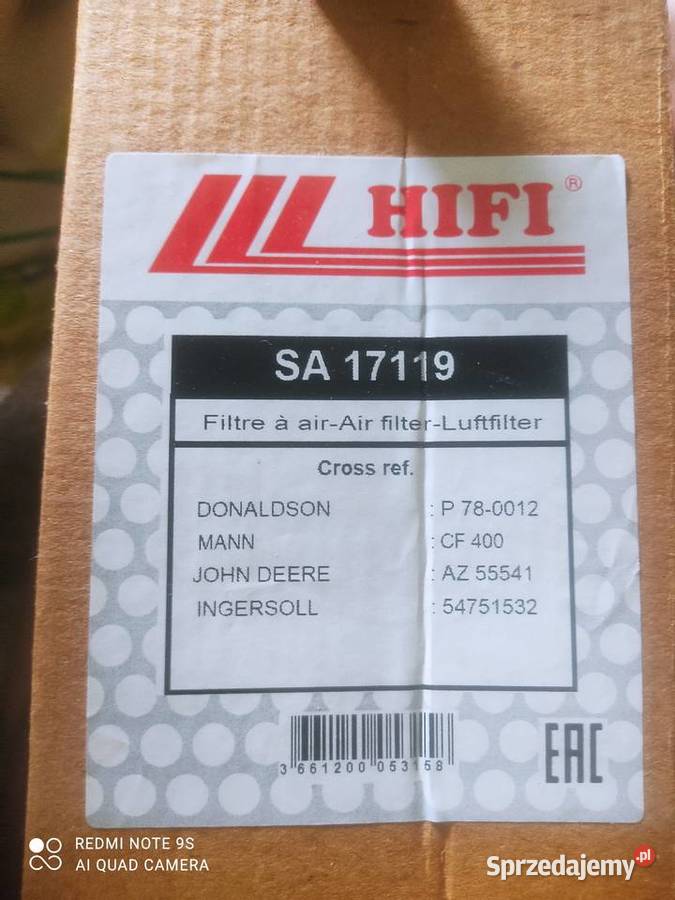 HIFI ®
SA 17119
Filtre à air-Air filter-Luftfilter
Cross ref.
DONALDSON : P 78-0012
MANN : CF 400
JOHN DEERE : AZ 55541
INGERSOLL : 54751532
3 661200 053158
EAC
REDMI NOTE 9S
AI QUAD CAMERA
Sprzedajemy.pl